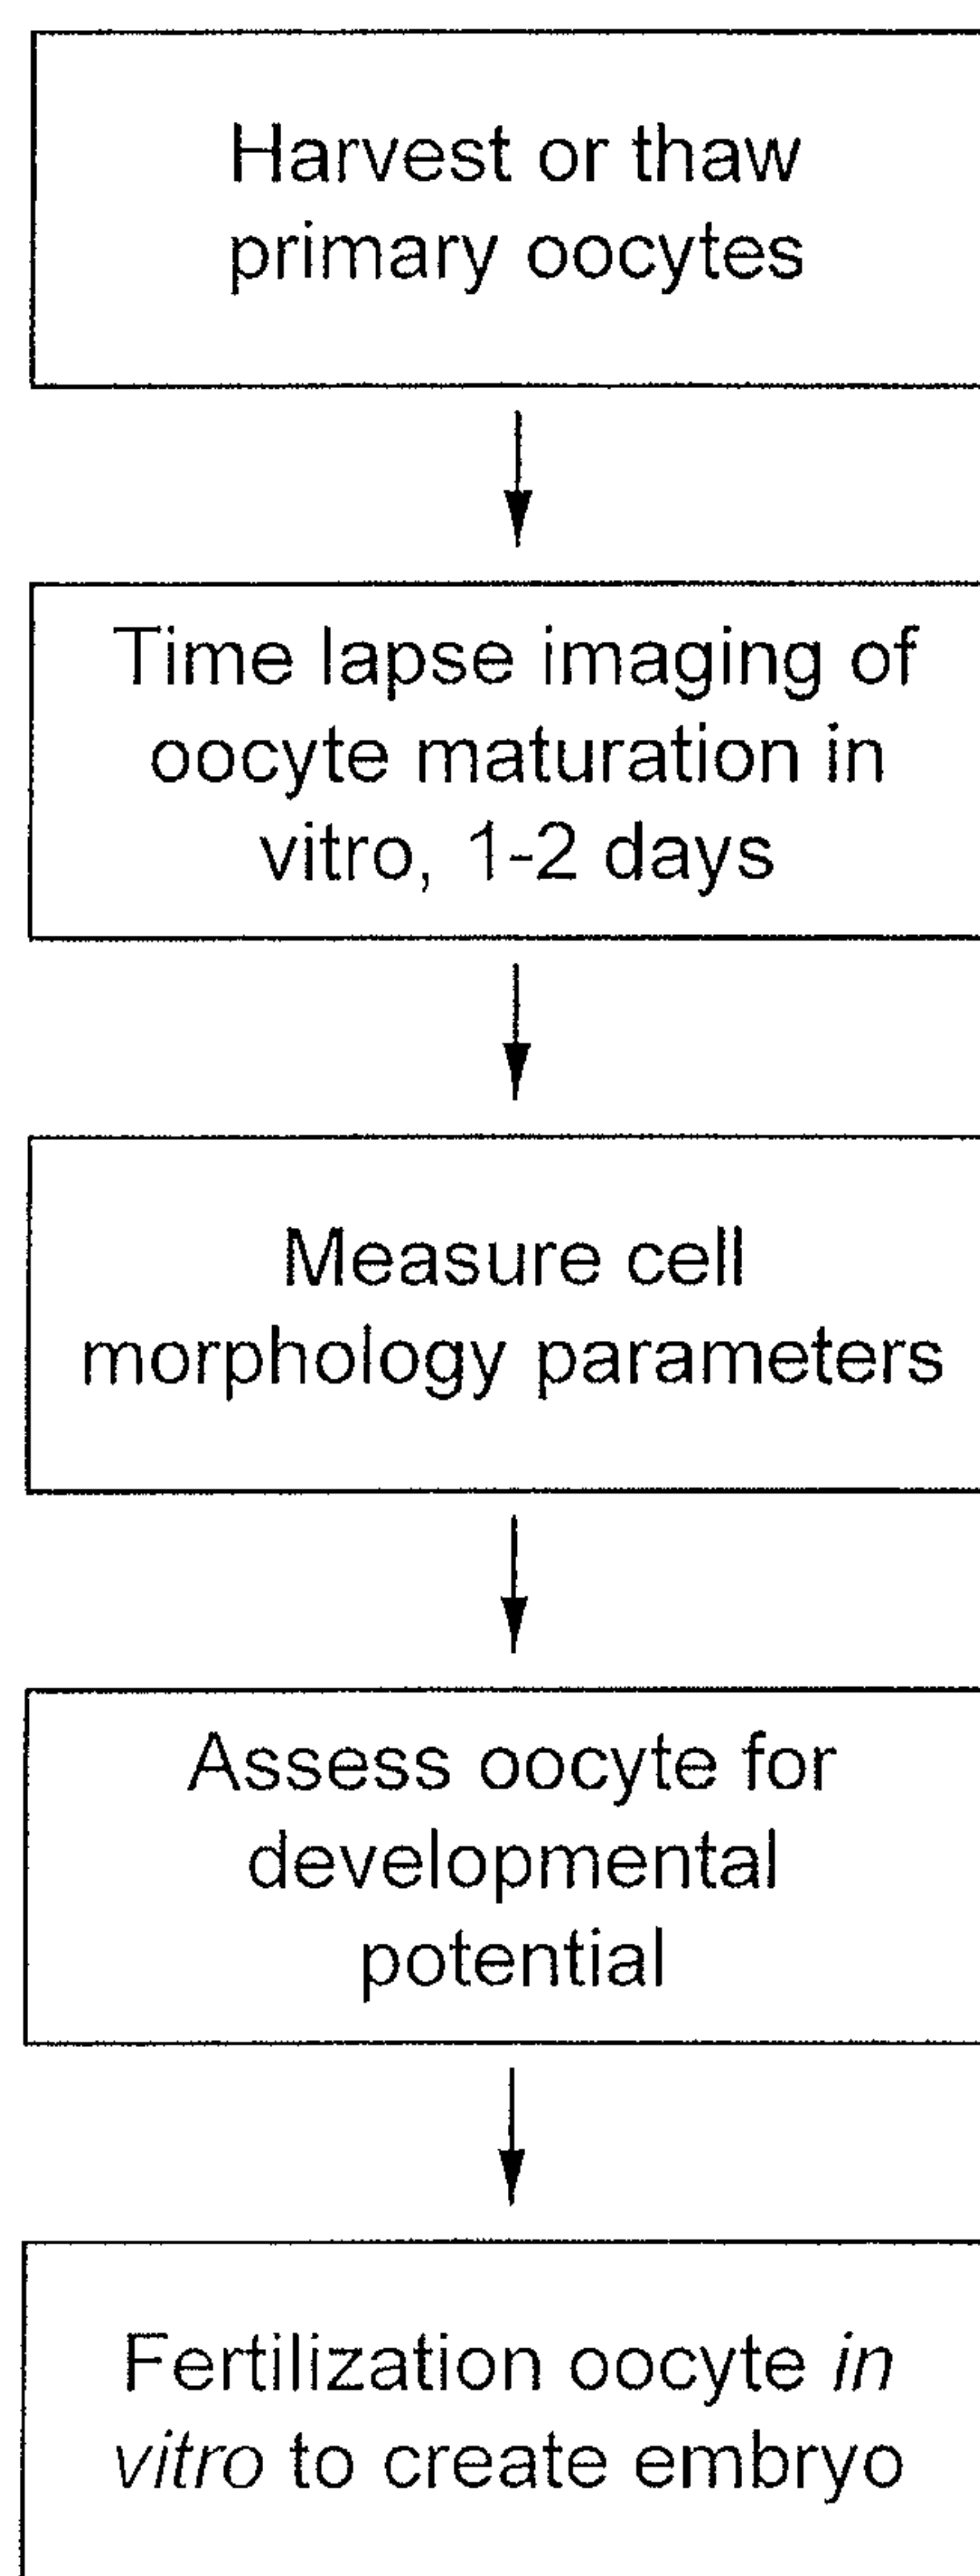 Harvest or thaw
primary oocytes
Time lapse imaging of
oocyte maturation in
vitro, 1-2 days
Measure cell
morphology parameters
Assess oocyte for
developmental
potential
Fertilization oocyte in
vitro to create embryo